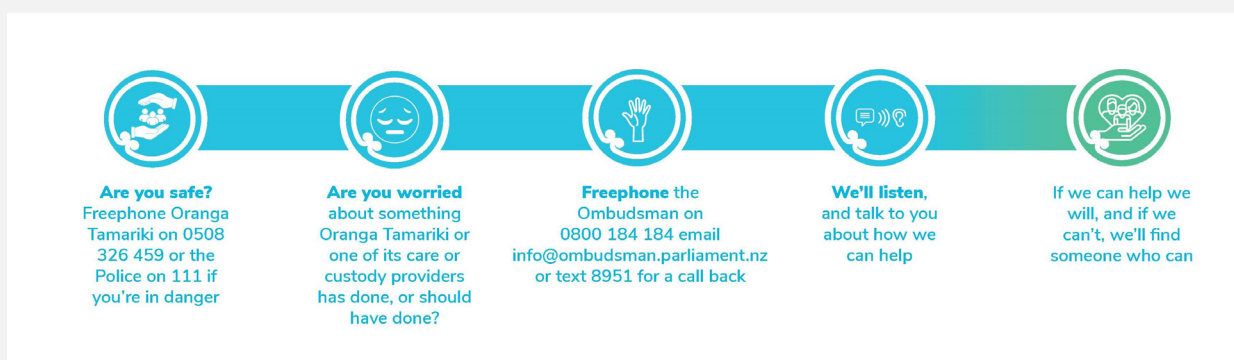 Are you safe?
Freephone Oranga
Tamariki on 0508
326 459 or the
Police on 111 if
you're in danger
Are you worried
about something
Oranga Tamariki or
one of its care or
custody providers
has done, or should
have done?
Freephone the
Ombudsman on
0800 184 184 email
info@ombudsman.parliament.nz
or text 8951 for a call back
We'll listen,
and talk to you
about how we
can help
If we can help we
will, and if we
can't, we'll find
someone who can